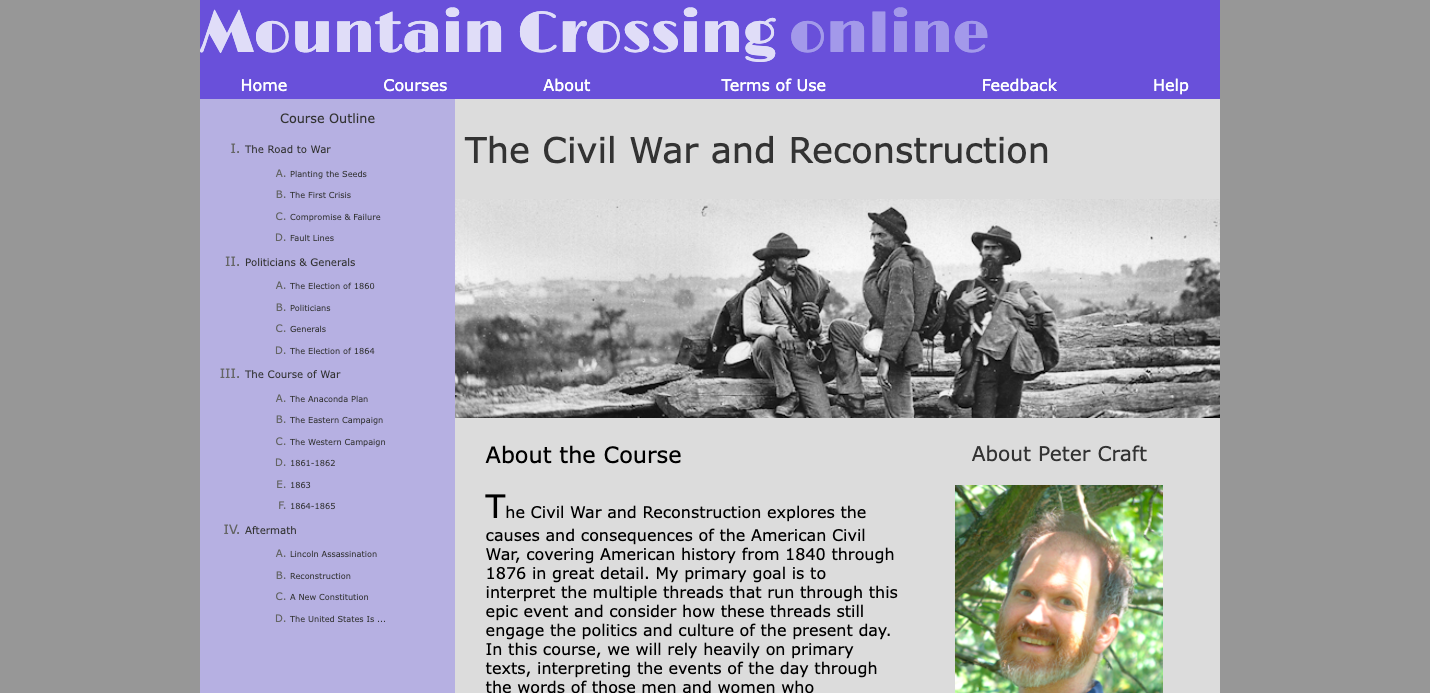 Mountain Crossing online
Home Courses About Terms of Use Feedback Help
Course Outline
I. The Road to War
A. Planting the Seeds
B. The First Crisis
C. Compromise & Failure
D. Fault Lines
II. Politicians & Generals
A. The Election of 1860
B. Politicians
C. Generals
D. The Election of 1864
III. The Course of War
A. The Anaconda Plan
B. The Eastern Campaign
C. The Western Campaign
D. 1861-1862
E. 1863
F. 1864-1865
IV. Aftermath
A. Lincoln Assassination
B. Reconstruction
C. A New Constitution
D. The United States Is ...
The Civil War and Reconstruction
About the Course
The Civil War and Reconstruction explores the
causes and consequences of the American Civil
War, covering American history from 1840 through
1876 in great detail. My primary goal is to
interpret the multiple threads that run through this
epic event and consider how these threads still
engage the politics and culture of the present day.
In this course, we will rely heavily on primary
texts, interpreting the events of the day through
the words of those men and women who
About Peter Craft